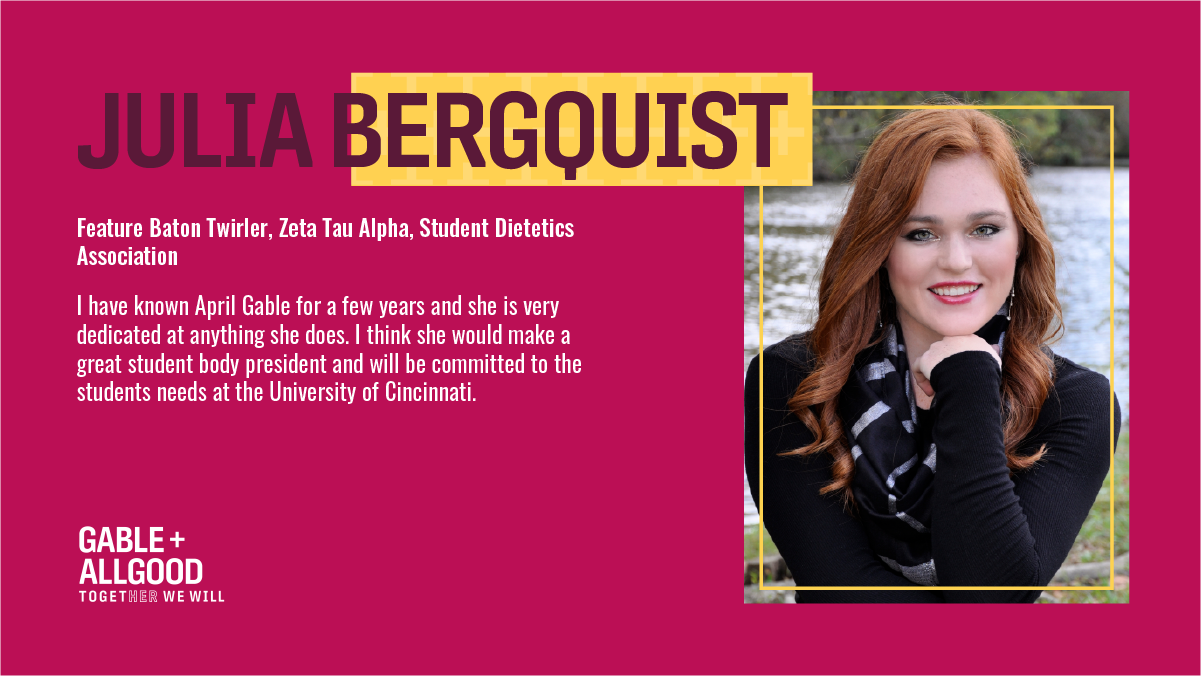 JULIA BERGQUIST
Feature Baton Twirler, Zeta Tau Alpha, Student Dietetics
Association
I have known April Gable for a few years and she is very
dedicated at anything she does. I think she would make a
great student body president and will be committed to the
students needs at the University of Cincinnati.
GABLE +
ALLGOOD
TOGETHER WE WILL